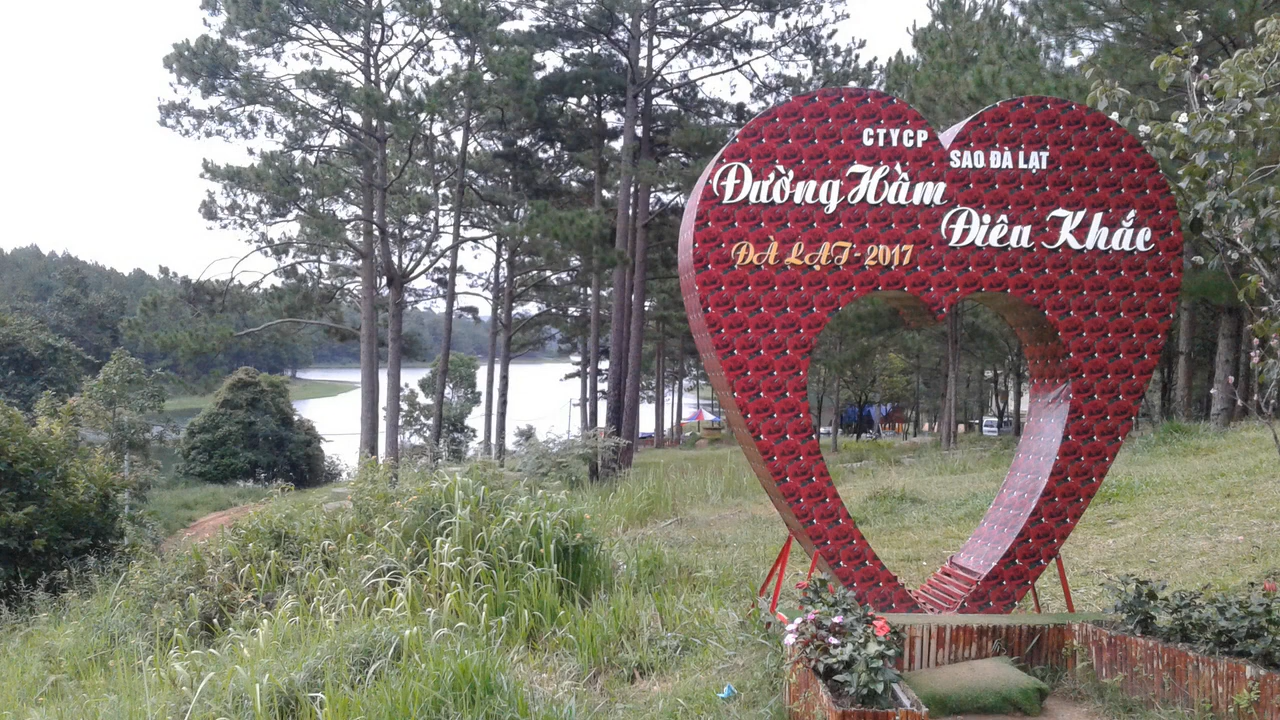 CTYCP
SAO ĐÀ LẠT
Đường Hầm
Điêu Khắc
ĐÀ LẠT - 2017